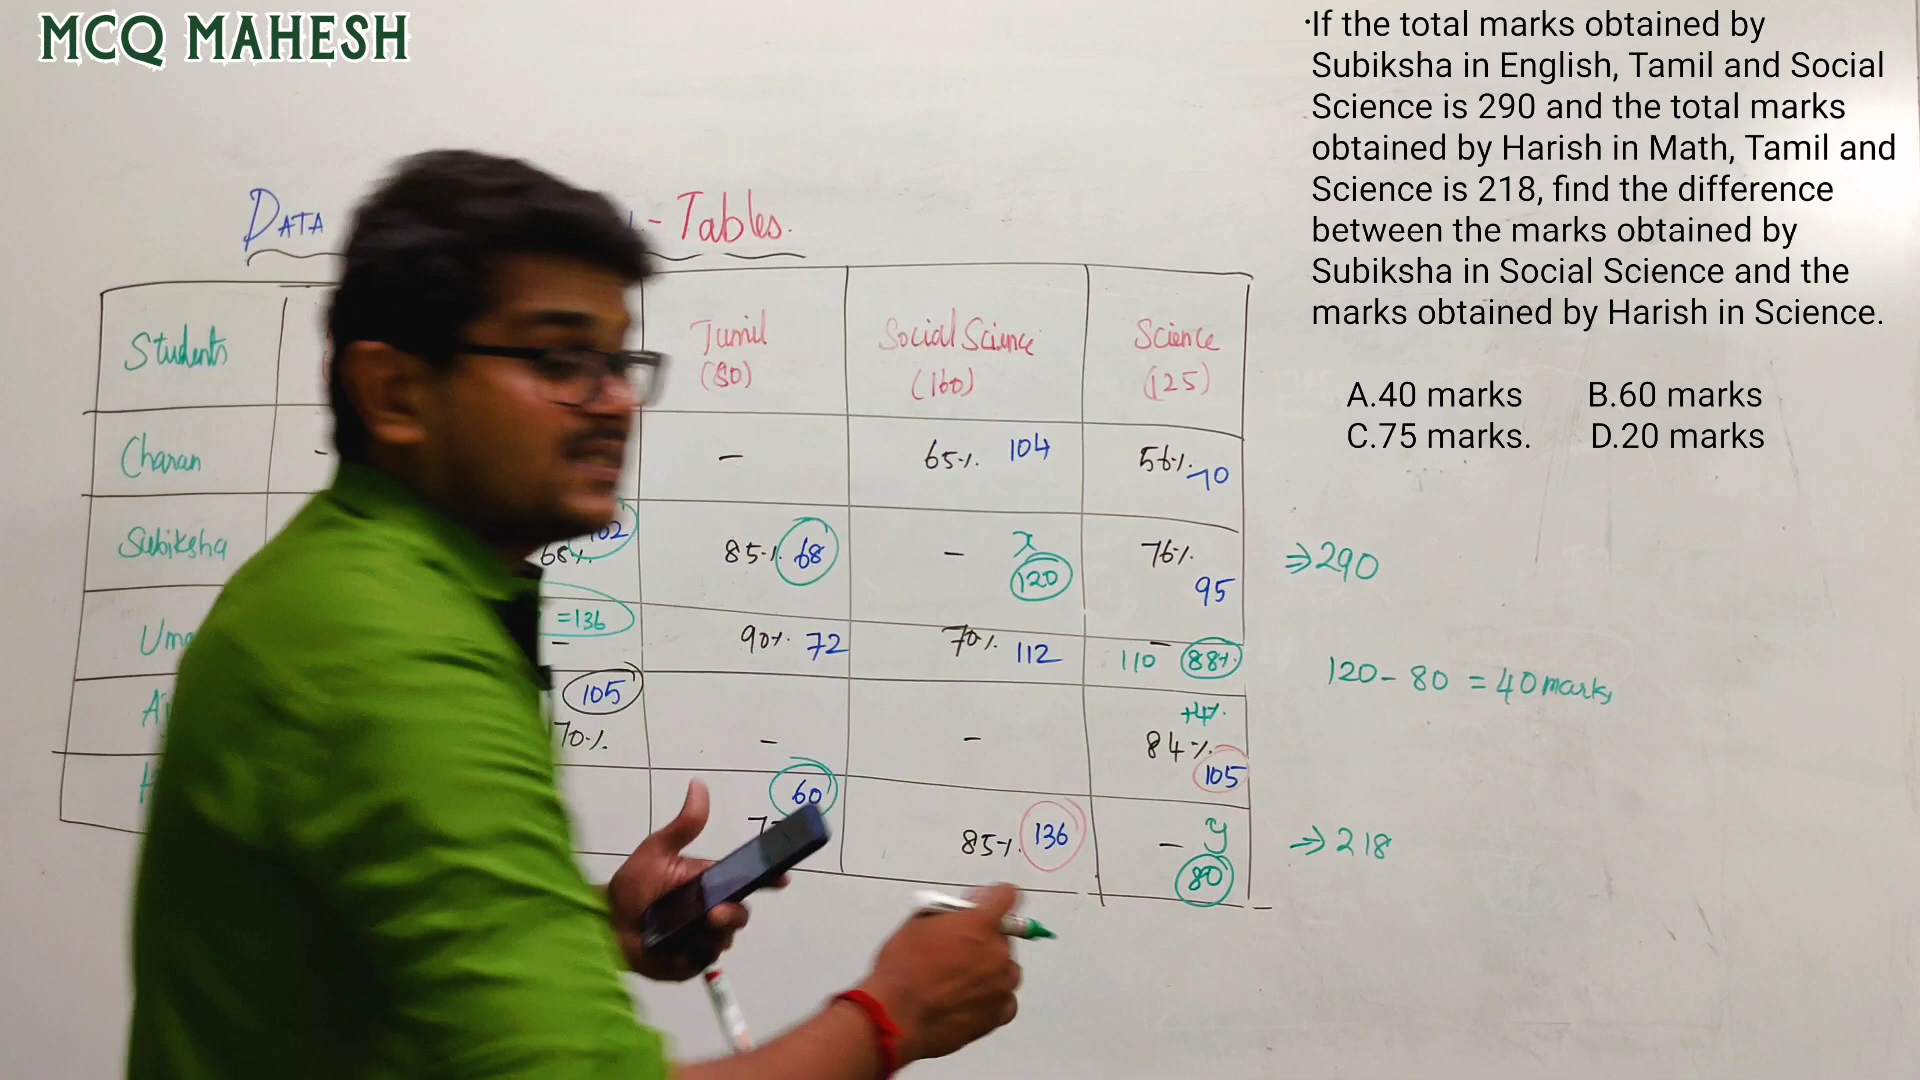 MCQ MAHESH
·If the total marks obtained by
Subiksha in English, Tamil and Social
Science is 290 and the total marks
obtained by Harish in Math, Tamil and
Science is 218, find the difference
between the marks obtained by
Subiksha in Social Science and the
marks obtained by Harish in Science.
A.40 marks B.60 marks
C.75 marks. D.20 marks
DATA - Tables.
Students Tamil (80) Social Science (160) Science (125)
Charan - - 65%. 104 56%. 70
Subiksha 68% 102 85%. 68 - x 120 76%. 95 ⇒290
=136 - 90%. 72 70%. 112 - 110 88%.
120 - 80 = 40 marks
105 70%. - - +4%. 84%. 105
60 85%. 136 - y 80 ⇒218